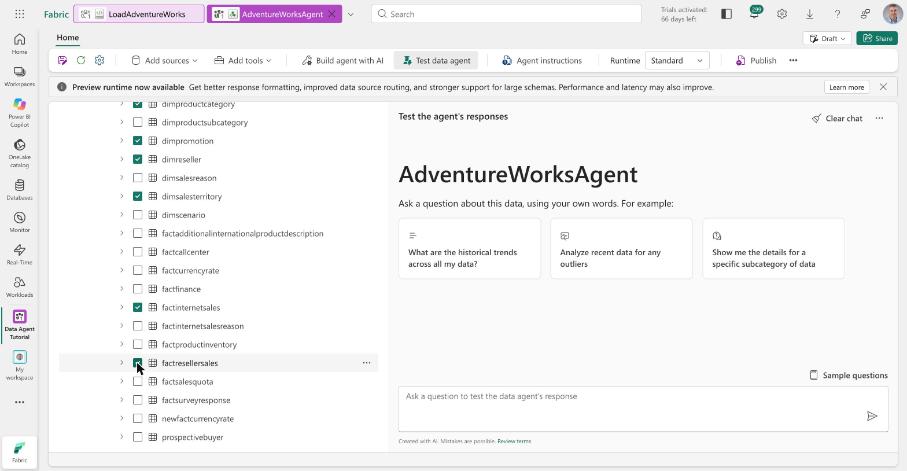 Fabric
LoadAdventureWorks
AdventureWorksAgent
Search
Trials activated:
66 days left
299
Home
Draft
Share
Add sources
Add tools
Build agent with AI
Test data agent
Agent instructions
Runtime
Standard
Publish
Preview runtime now available Get better response formatting, improved data source routing, and stronger support for large schemas. Performance and latency may also improve.
Learn more
Home
Workspaces
Power BI
Copilot
OneLake
catalog
Databases
Monitor
Real-Time
Workloads
Data Agent
Tutorial
My
workspace
Fabric
dimproductcategory
dimproductsubcategory
dimpromotion
dimreseller
dimsalesreason
dimsalesterritory
dimscenario
factadditionalinternationalproductdescription
factcallcenter
factcurrencyrate
factfinance
factinternetsales
factinternetsalesreason
factproductinventory
factresellersales
factsalesquota
factsurveyresponse
newfactcurrencyrate
prospectivebuyer
Test the agent's responses
Clear chat
AdventureWorksAgent
Ask a question about this data, using your own words. For example:
What are the historical trends
across all my data?
Analyze recent data for any
outliers
Show me the details for a
specific subcategory of data
Sample questions
Ask a question to test the data agent's response
Created with AI. Mistakes are possible. Review terms